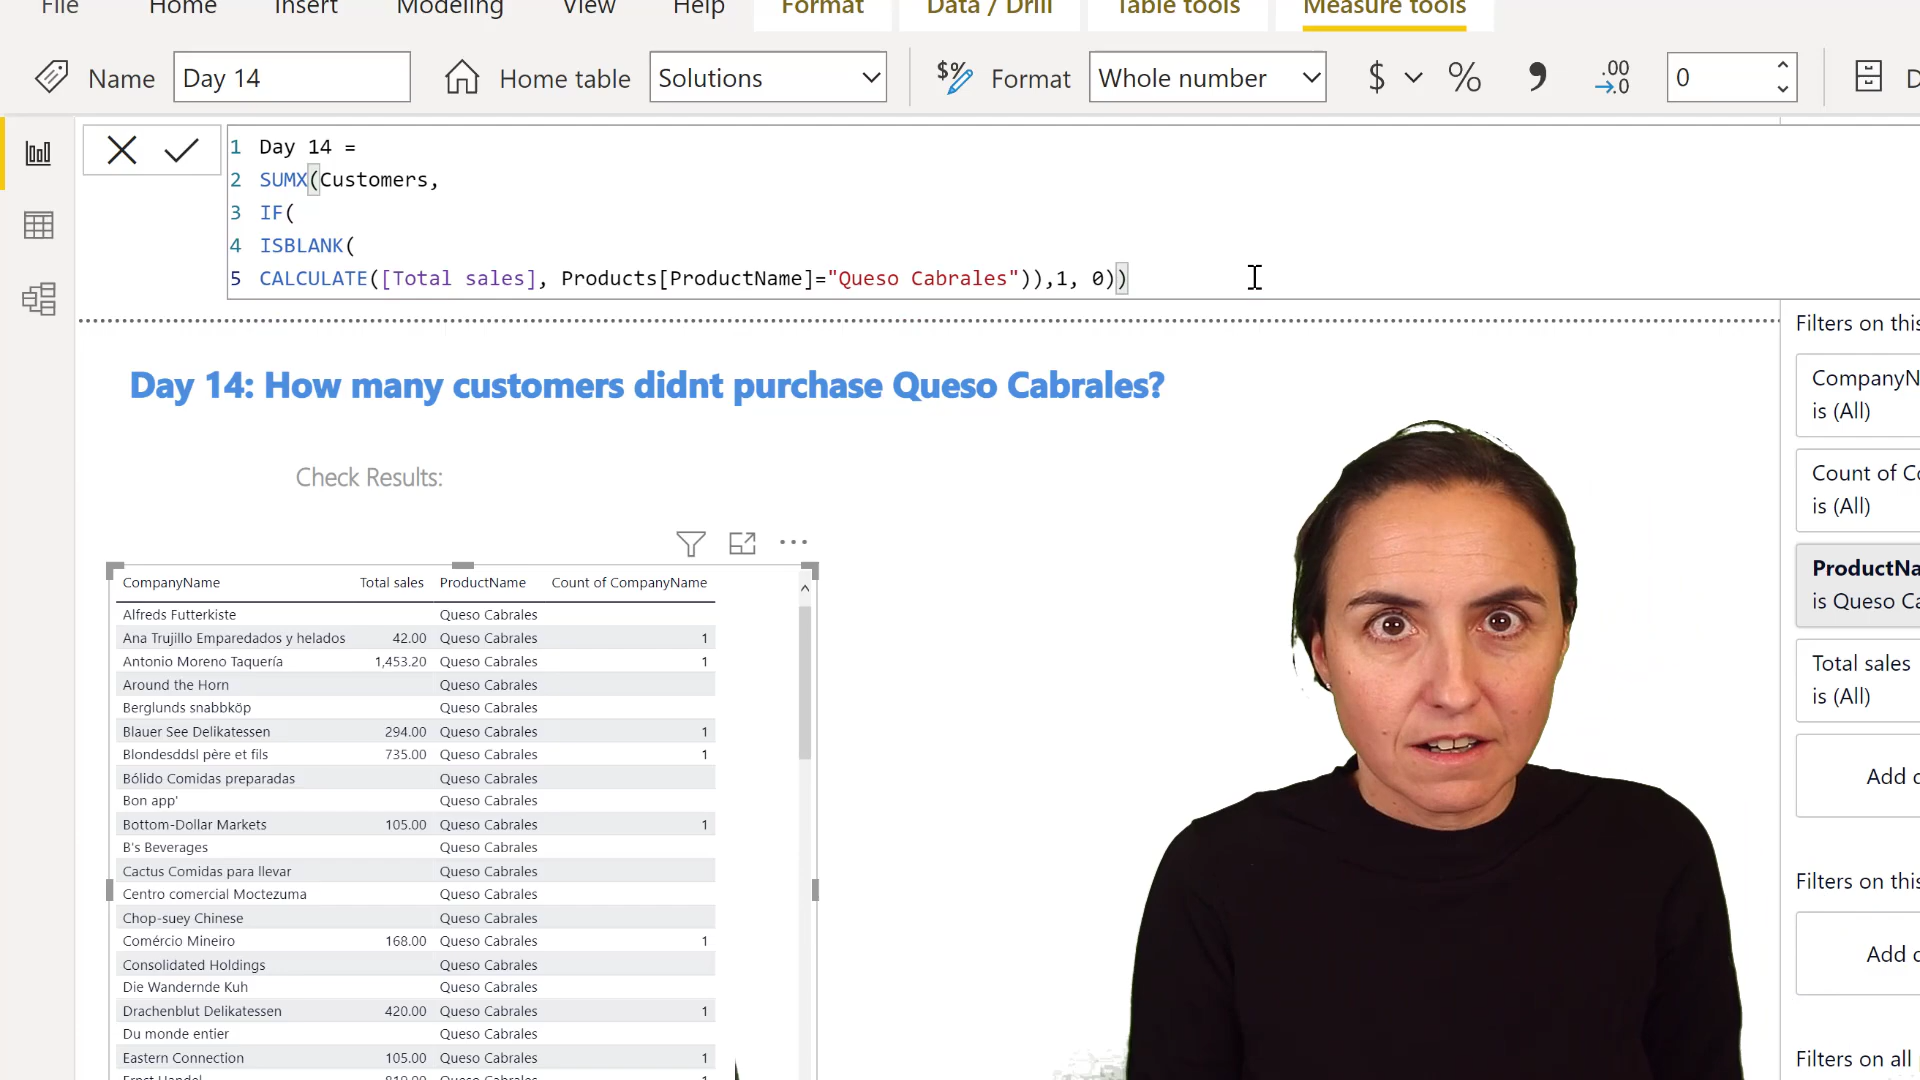 File Home Insert Modeling View Help Format Data / Drill Table tools Measure tools
Name Day 14 Home table Solutions $% Format Whole number $ % 9 .00 .0 0
1 Day 14 =
2 SUMX(Customers,
3 IF(
4 ISBLANK(
5 CALCULATE([Total sales], Products[ProductName]="Queso Cabrales")),1, 0))
Day 14: How many customers didnt purchase Queso Cabrales?
Check Results:
CompanyName Total sales ProductName Count of CompanyName
Alfreds Futterkiste Queso Cabrales
Ana Trujillo Emparedados y helados 42.00 Queso Cabrales 1
Antonio Moreno Taquería 1,453.20 Queso Cabrales 1
Around the Horn Queso Cabrales
Berglunds snabbköp Queso Cabrales
Blauer See Delikatessen 294.00 Queso Cabrales 1
Blondesddsl père et fils 735.00 Queso Cabrales 1
Bólido Comidas preparadas Queso Cabrales
Bon app' Queso Cabrales
Bottom-Dollar Markets 105.00 Queso Cabrales 1
B's Beverages Queso Cabrales
Cactus Comidas para llevar Queso Cabrales
Centro comercial Moctezuma Queso Cabrales
Chop-suey Chinese Queso Cabrales
Comércio Mineiro 168.00 Queso Cabrales 1
Consolidated Holdings Queso Cabrales
Die Wandernde Kuh Queso Cabrales
Drachenblut Delikatessen 420.00 Queso Cabrales 1
Du monde entier Queso Cabrales
Eastern Connection 105.00 Queso Cabrales 1
Filters on this
CompanyN
is (All)
Count of Co
is (All)
ProductNa
is Queso Ca
Total sales
is (All)
Add
Filters on this
Add
Filters on all